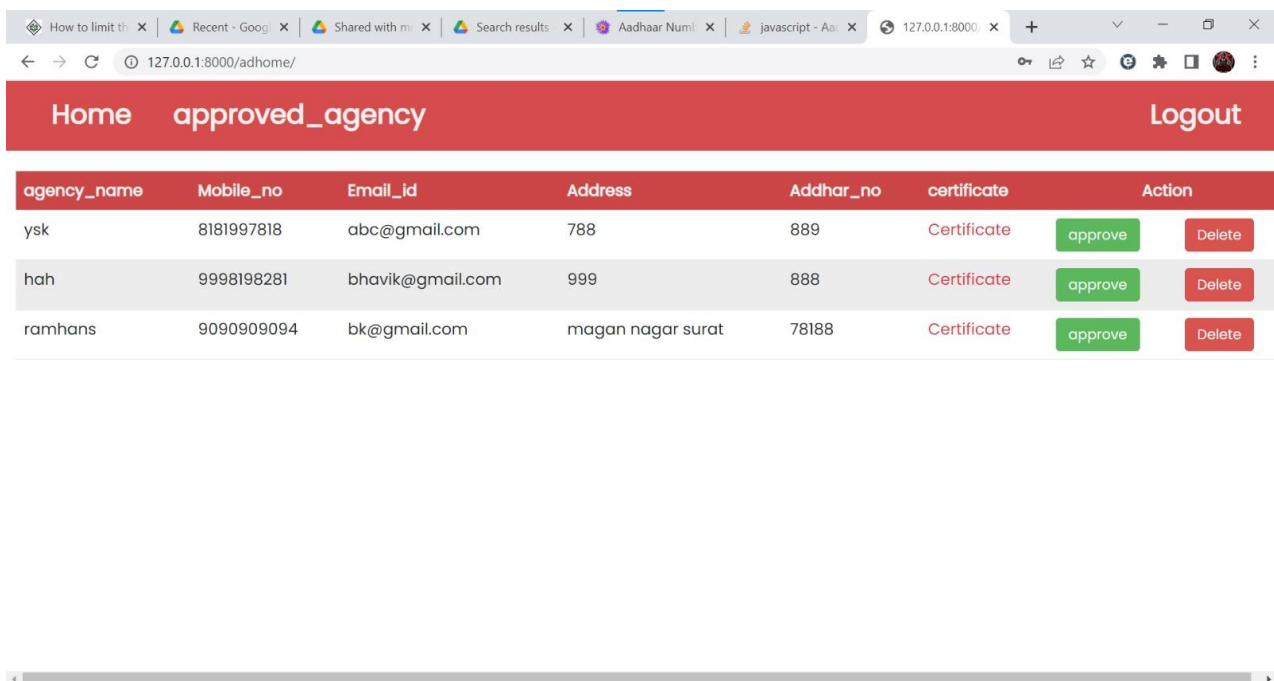 How to limit th Recent - Googl Shared with m Search results - Aadhaar Numb javascript - Aa 127.0.0.1:8000/
127.0.0.1:8000/adhome/
Home approved_agency Logout
agency_name Mobile_no Email_id Address Addhar_no certificate Action
ysk 8181997818 abc@gmail.com 788 889 Certificate approve Delete
hah 9998198281 bhavik@gmail.com 999 888 Certificate approve Delete
ramhans 9090909094 bk@gmail.com magan nagar surat 78188 Certificate approve Delete